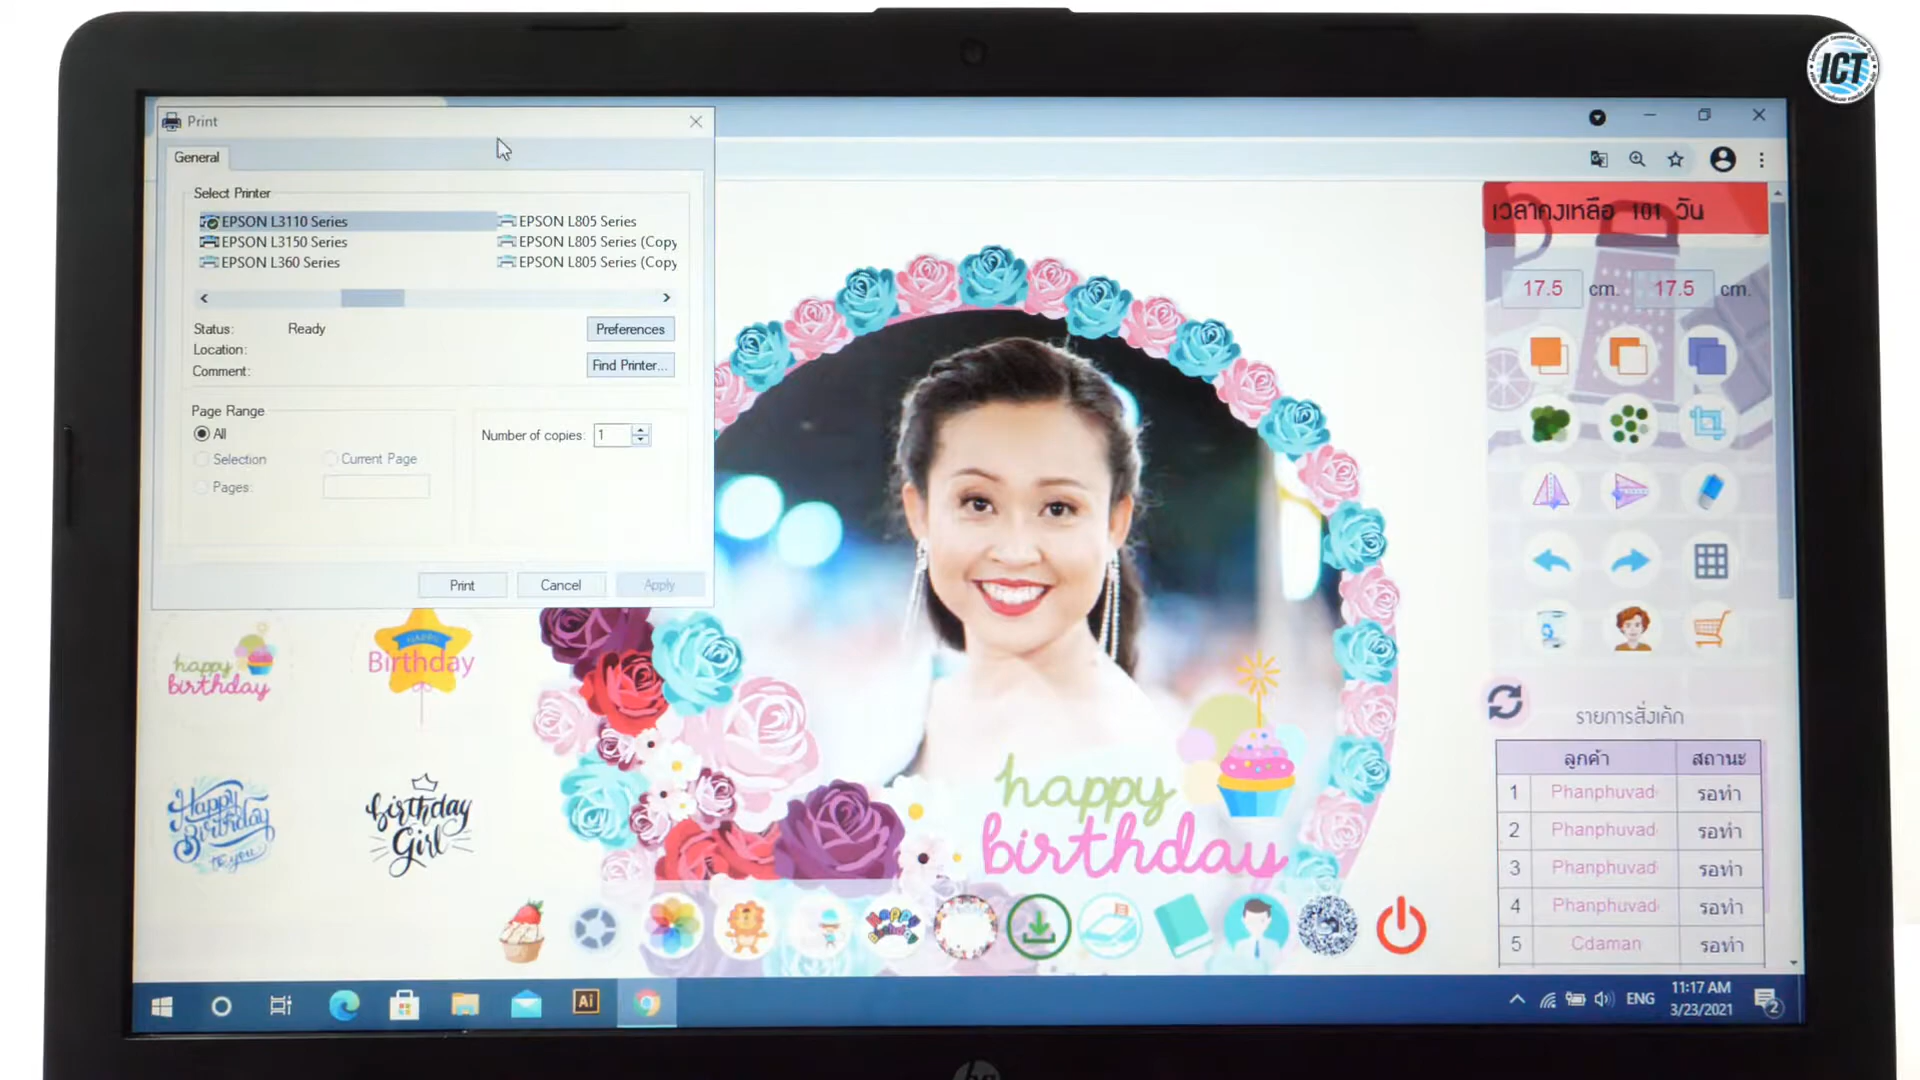 ICT
Print
General
Select Printer
EPSON L3110 Series
EPSON L805 Series
EPSON L3150 Series
EPSON L805 Series (Copy
EPSON L360 Series
EPSON L805 Series (Copy
Status: Ready
Preferences
Location:
Find Printer...
Comment:
Page Range
All
Number of copies: 1
Selection
Current Page
Pages:
Print
Cancel
Apply
เวลาคงเหลือ 101 วัน
17.5 cm. 17.5 cm.
happy
birthday
HAPPY
Birthday
Happy
Birthday
to you
birthday
Girl
happy
birthday
รายการสั่งเค้ก
ลูกค้า สถานะ
1 Phanphuvad รอทำ
2 Phanphuvad รอทำ
3 Phanphuvad รอทำ
4 Phanphuvad รอทำ
5 Cdaman รอทำ
Ai
ENG
11:17 AM
3/23/2021
2
hp